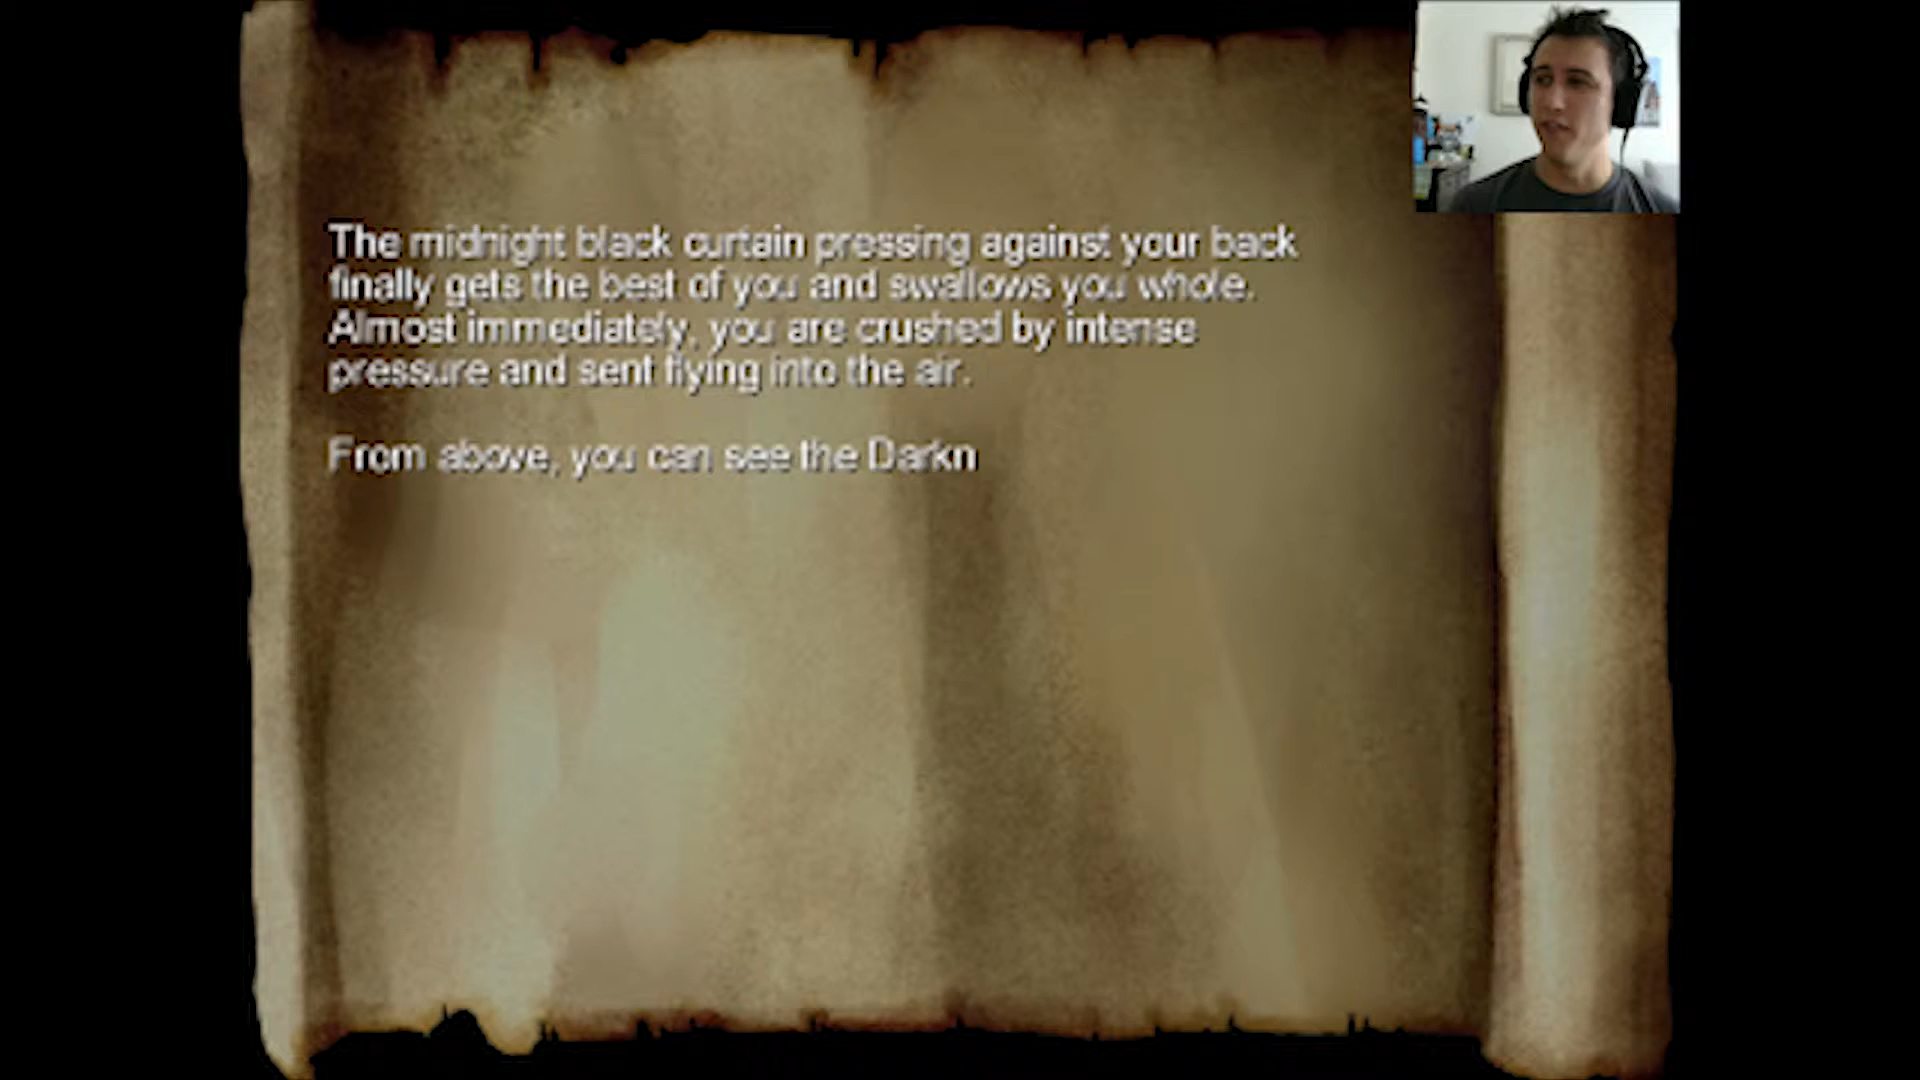 The midnight black curtain pressing against your back
finally gets the best of you and swallows you whole.
Almost immediately, you are crushed by intense
pressure and sent flying into the air.
From above, you can see the Darkn